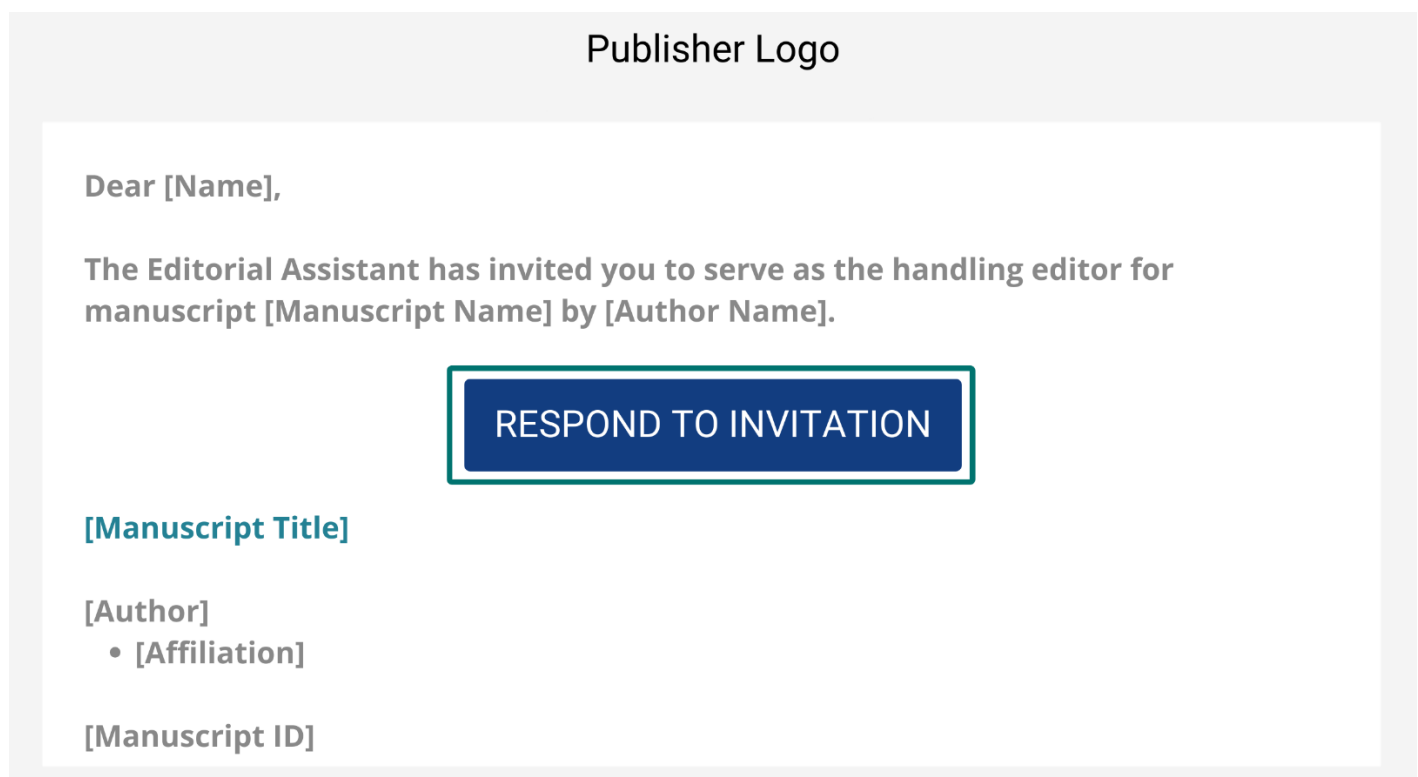 Publisher Logo
Dear [Name],
The Editorial Assistant has invited you to serve as the handling editor for
manuscript [Manuscript Name] by [Author Name].
RESPOND TO INVITATION
[Manuscript Title]
[Author]
• [Affiliation]
[Manuscript ID]